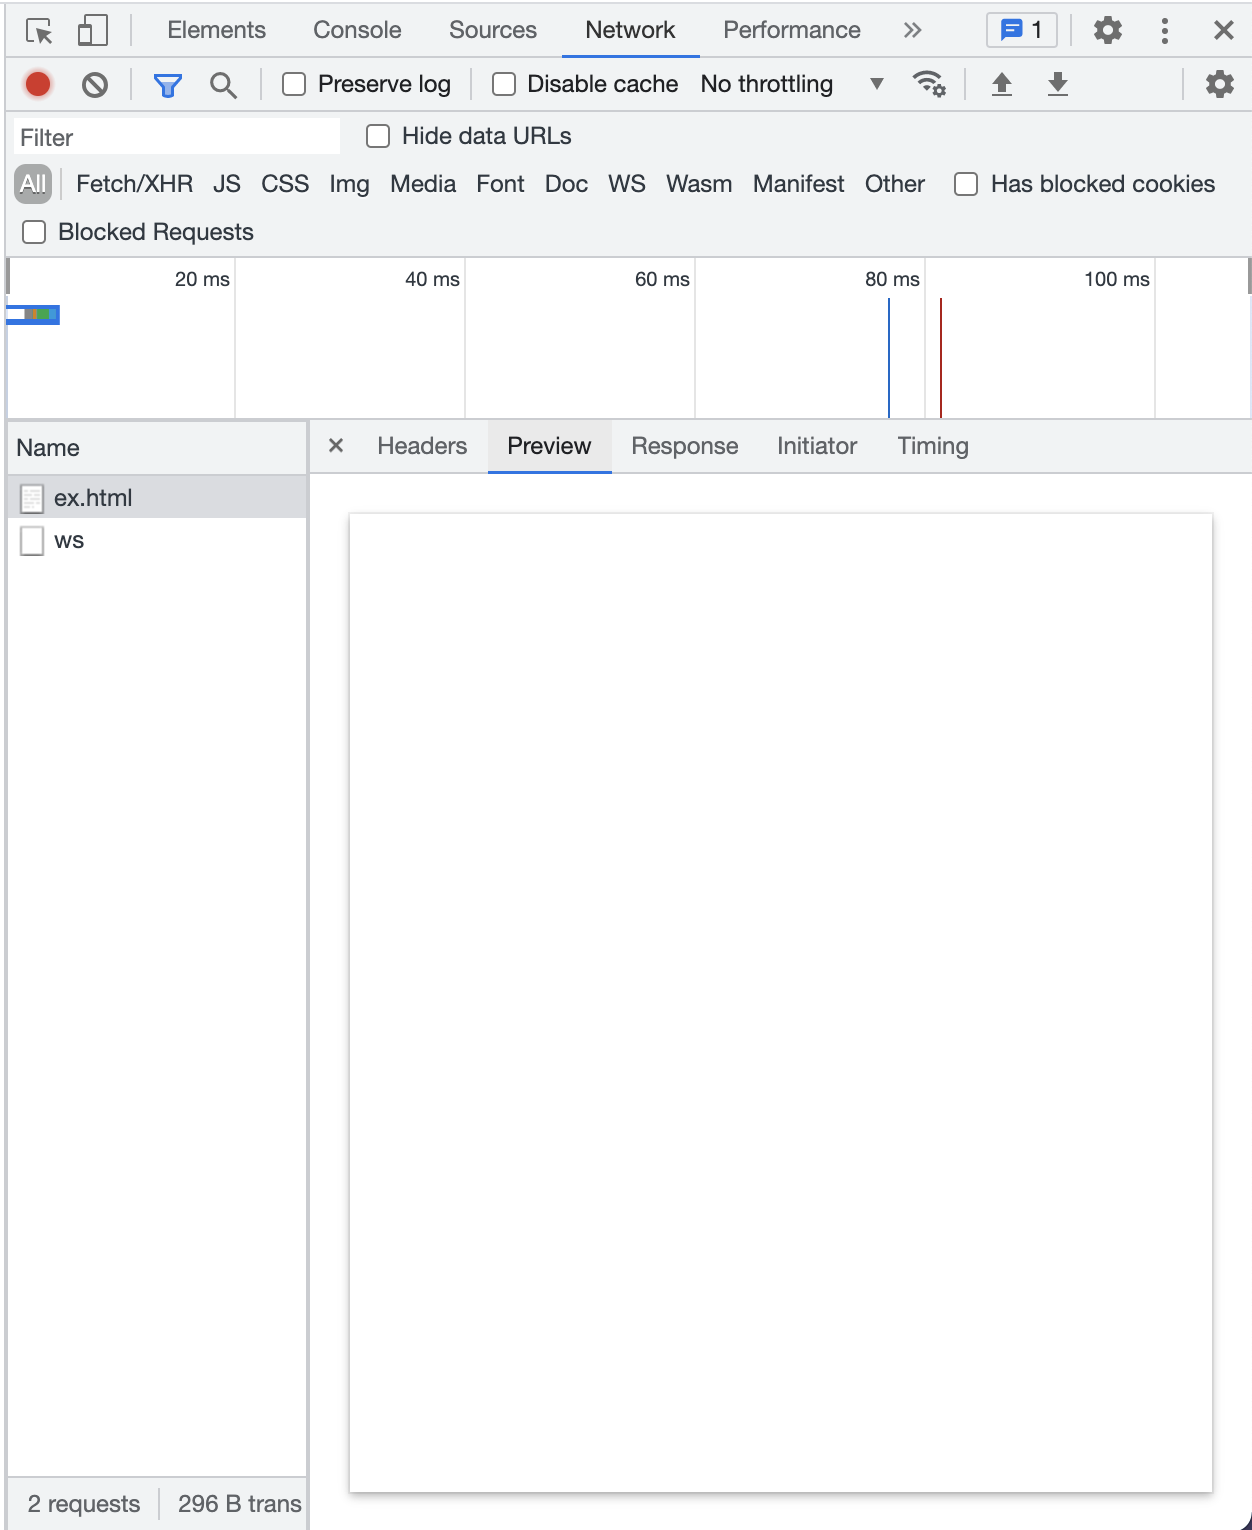 Elements Console Sources Network Performance 1
Preserve log Disable cache No throttling
Filter Hide data URLs
All Fetch/XHR JS CSS Img Media Font Doc WS Wasm Manifest Other Has blocked cookies
Blocked Requests
20 ms 40 ms 60 ms 80 ms 100 ms
Name Headers Preview Response Initiator Timing
ex.html
ws
2 requests 296 B trans